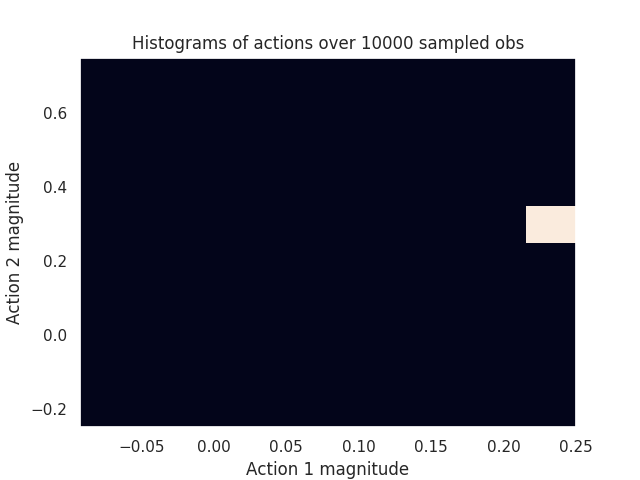 Histograms of actions over 10000 sampled obs
Action 2 magnitude
0.6
0.4
0.2
0.0
−0.2
−0.05 0.00 0.05 0.10 0.15 0.20 0.25
Action 1 magnitude